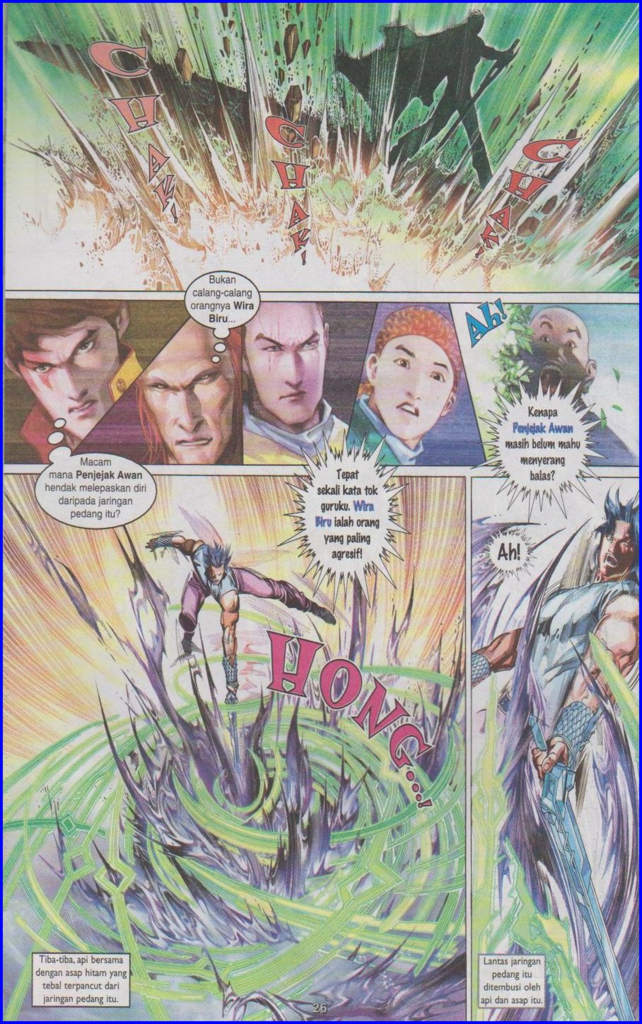 CHAK!
CHAK!
CHAK!
Bukan
calang-calang
orangnya Wira
Biru...
Ah!
Kenapa
Penjejak Awan
masih belum mahu
menyerang
balas?
Macam
mana Penjejak Awan
hendak melepaskan diri
daripada jaringan
pedang itu?
Tepat
sekali kata tok
guruku. Wira
Biru ialah orang
yang paling
agresif!
Ah!
HONG....!
Tiba-tiba, api bersama
dengan asap hitam yang
tebal terpancut dari
jaringan pedang itu.
Lantas jaringan
pedang itu
ditembusi oleh
api dan asap itu.
26